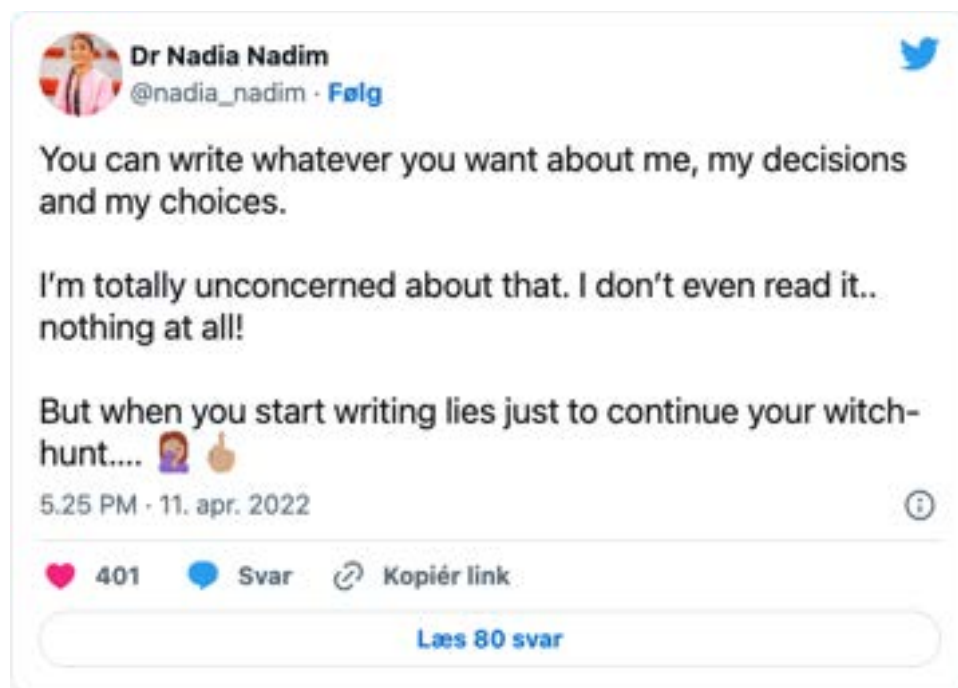 Dr Nadia Nadim
@nadia_nadim · Følg
You can write whatever you want about me, my decisions
and my choices.
I’m totally unconcerned about that. I don’t even read it..
nothing at all!
But when you start writing lies just to continue your witch-
hunt.... 🤦🏽‍♀️ 🖕🏼
5.25 PM · 11. apr. 2022
401 Svar Kopiér link
Læs 80 svar